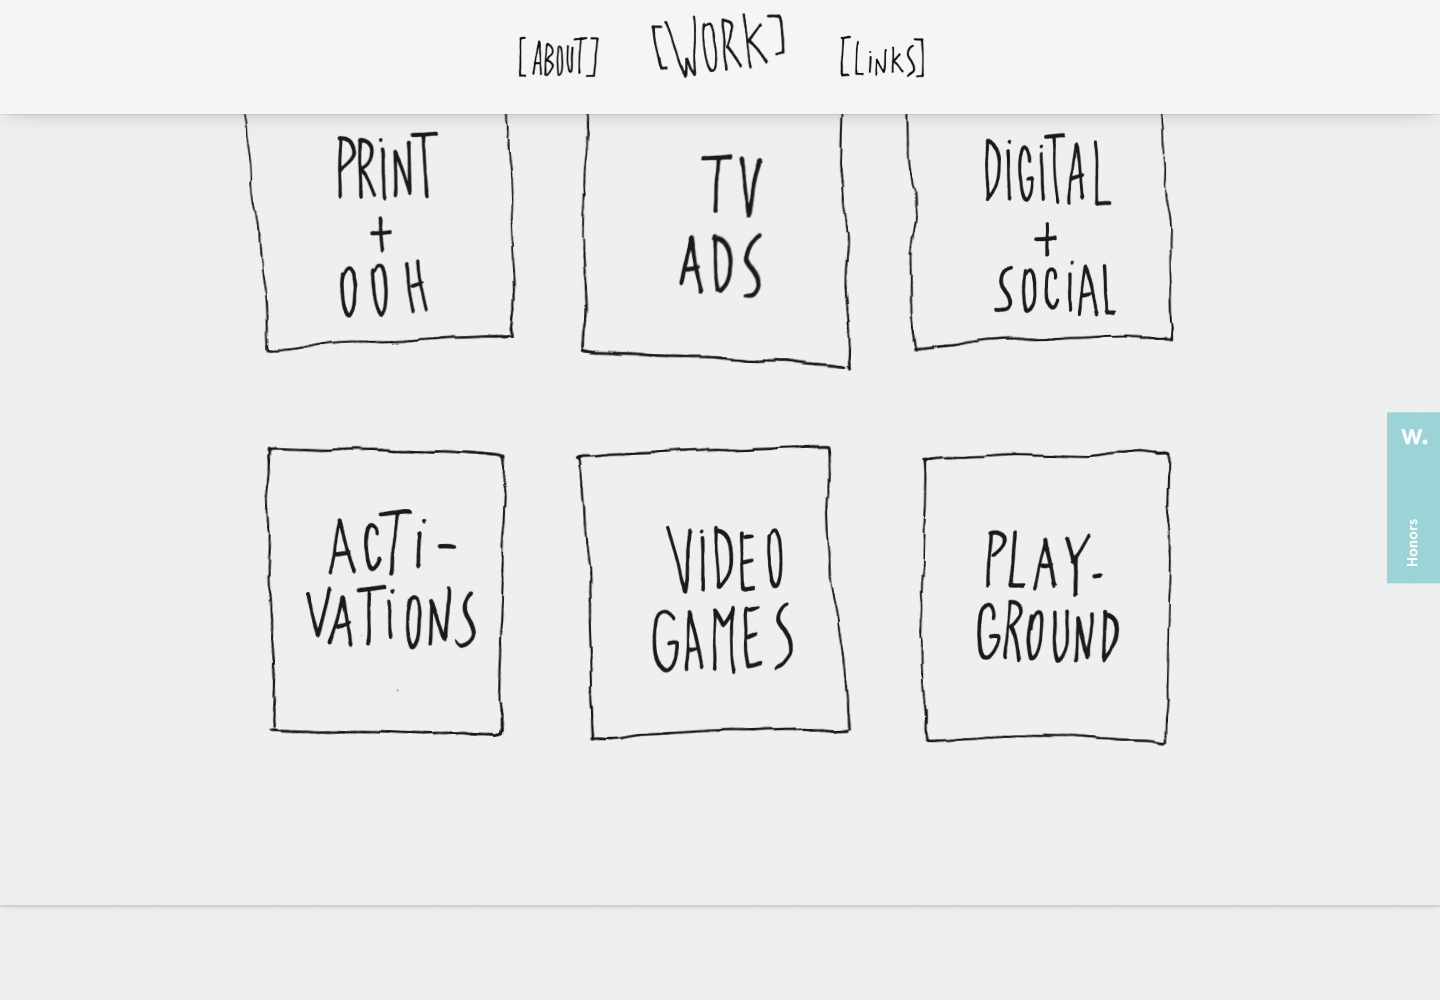 [ABOUT] [WORK] [LiNKS]
PRiNT
+
OOH
TV
ADS
DiGiTAL
+
SOCiAL
ACTi-
VATiONS
ViDEO
GAMES
PLAY-
GROUND
W.
Honors